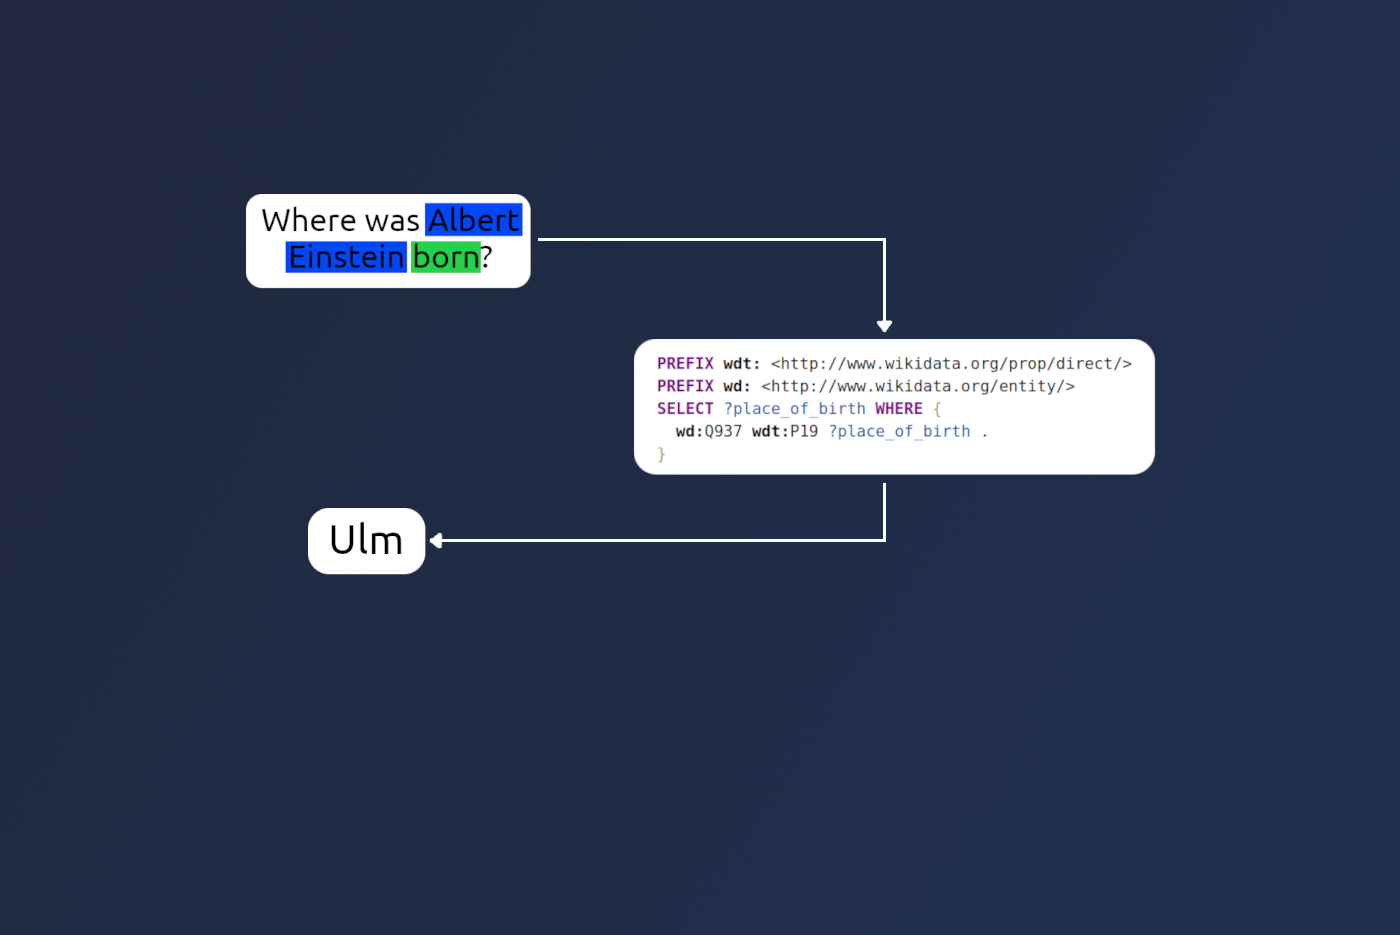 Where was Albert
Einstein born?
PREFIX wdt: <http://www.wikidata.org/prop/direct/>
PREFIX wd: <http://www.wikidata.org/entity/>
SELECT ?place_of_birth WHERE {
  wd:Q937 wdt:P19 ?place_of_birth .
}
Ulm